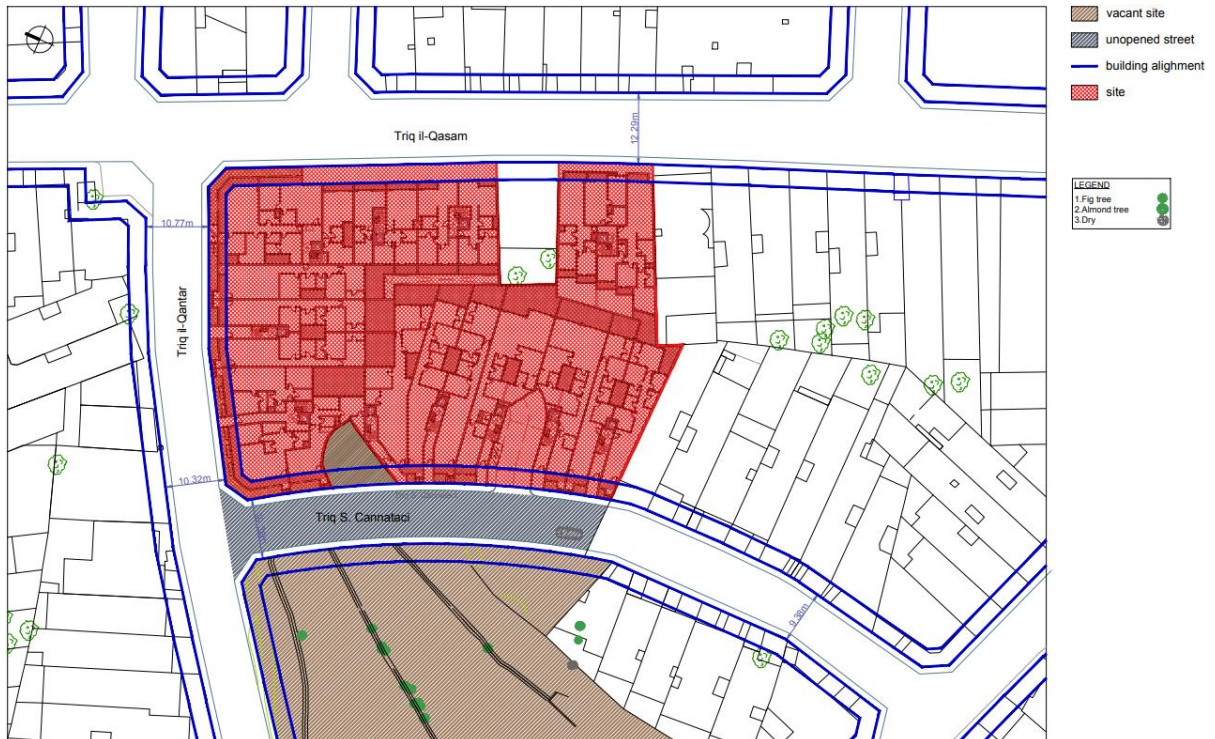 vacant site
unopened street
building alighment
site
Triq il-Qasam
12.29m
LEGEND
1.Fig tree
2.Almond tree
3.Dry
10.77m
Triq il-Qantar
10.32m
Triq S. Cannataci
9.38m